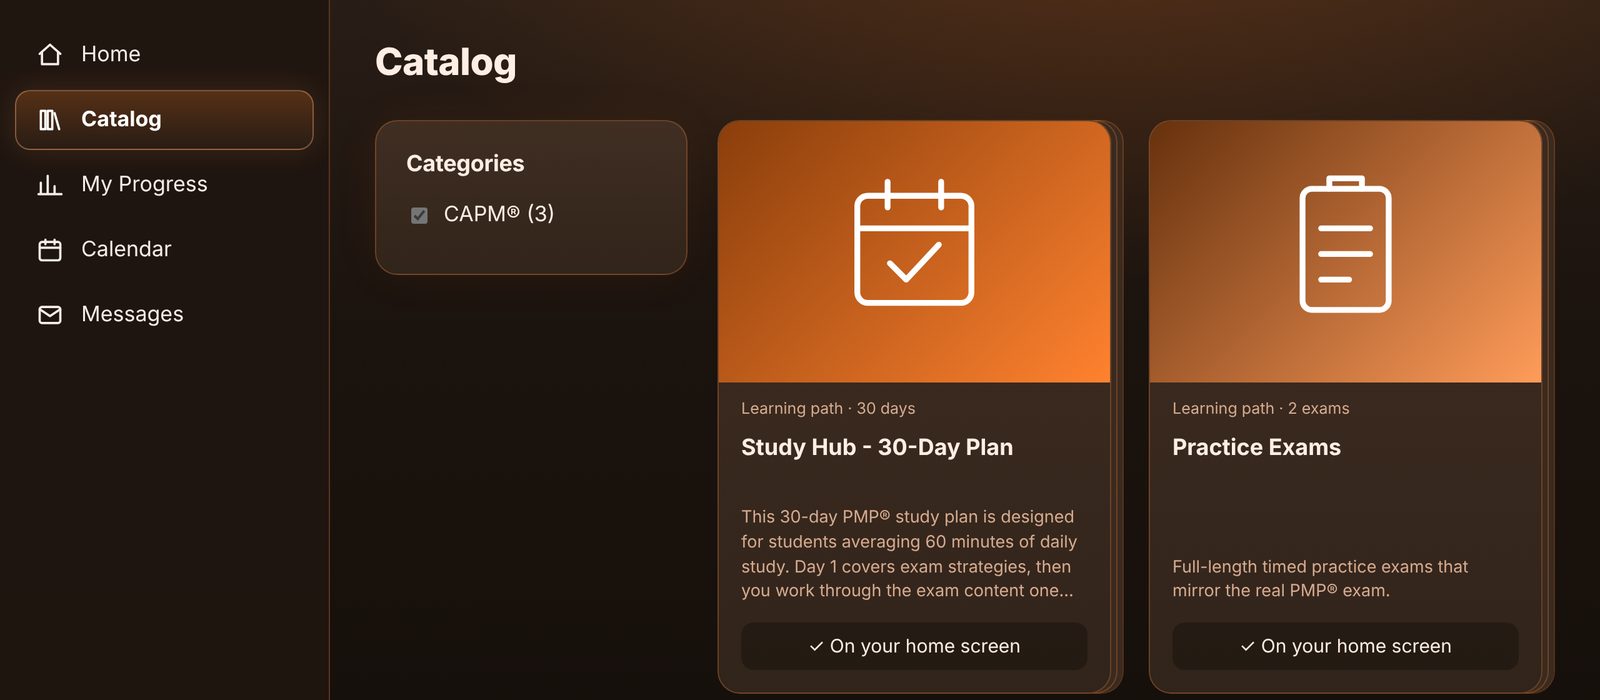 Home
Catalog
My Progress
Calendar
Messages
Catalog
Categories
CAPM® (3)
Learning path · 30 days
Study Hub - 30-Day Plan
This 30-day PMP® study plan is designed
for students averaging 60 minutes of daily
study. Day 1 covers exam strategies, then
you work through the exam content one...
✓ On your home screen
Learning path · 2 exams
Practice Exams
Full-length timed practice exams that
mirror the real PMP® exam.
✓ On your home screen